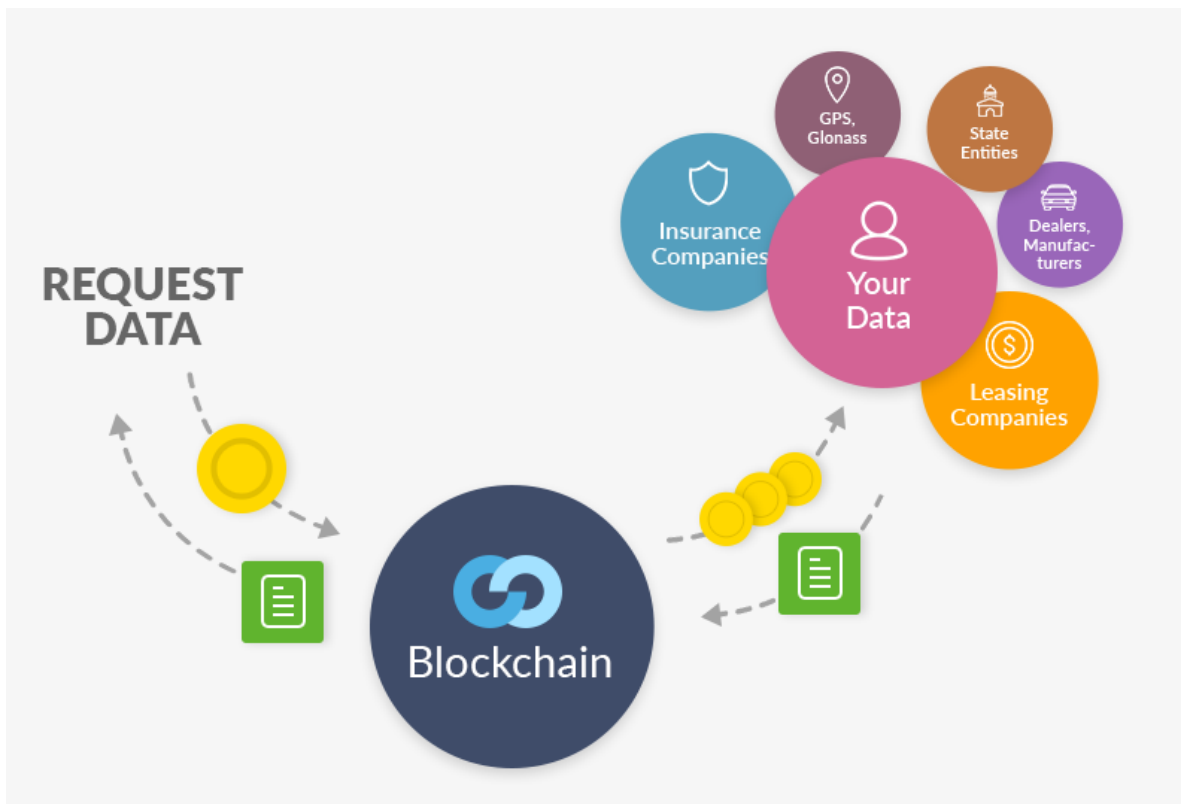 GPS,
Glonass
State
Entities
Insurance
Companies
Dealers,
Manufac-
turers
Your
Data
REQUEST
DATA
Leasing
Companies
Blockchain